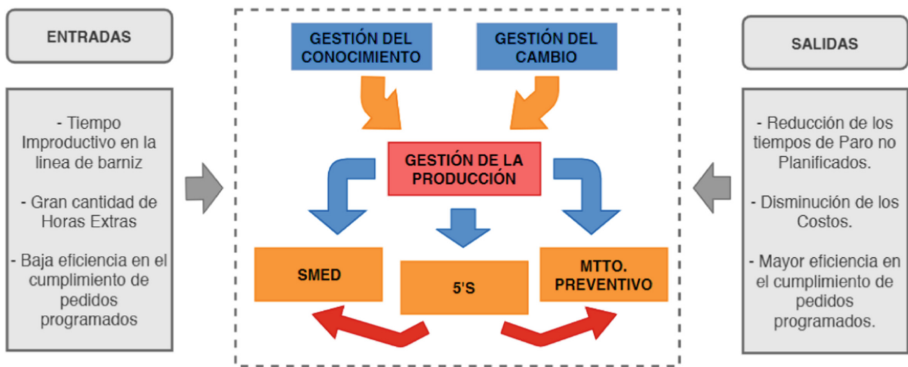 ENTRADAS
- Tiempo
Improductivo en la
linea de barniz
- Gran cantidad de
Horas Extras
- Baja eficiencia en el
cumplimiento de
pedidos
programados
GESTIÓN DEL
CONOCIMIENTO
GESTIÓN DEL
CAMBIO
GESTIÓN DE LA
PRODUCCIÓN
SMED
5'S
MTTO.
PREVENTIVO
SALIDAS
- Reducción de los
tiempos de Paro no
Planificados.
- Disminución de los
Costos.
- Mayor eficiencia en
el cumplimiento de
pedidos
programados.